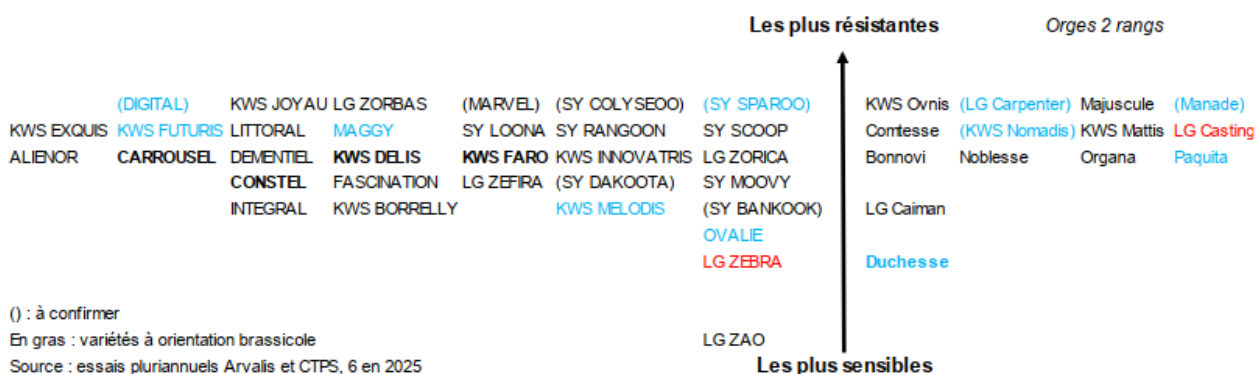 Les plus résistantes Orges 2 rangs
(DIGITAL) KWS JOYAU LG ZORBAS (MARVEL) (SY COLYSEOO) (SY SPAROO) KWS Ovnis (LG Carpenter) Majuscule (Manade)
KWS EXQUIS KWS FUTURIS LITTORAL MAGGY SY LOONA SY RANGOON SY SCOOP Comtesse (KWS Nomadis) KWS Mattis LG Casting
ALIENOR CARROUSEL DEMENTIEL KWS DELIS KWS FARO KWS INNOVATRIS LG ZORICA Bonnovi Noblesse Organa Paquita
CONSTEL FASCINATION LG ZEFIRA (SY DAKOOTA) SY MOOVY
INTEGRAL KWS BORRELLY KWS MELODIS (SY BANKOOK) LG Caiman
OVALIE
LG ZEBRA Duchesse
() : à confirmer
En gras : variétés à orientation brassicole LG ZAO
Source : essais pluriannuels Arvalis et CTPS, 6 en 2025 Les plus sensibles